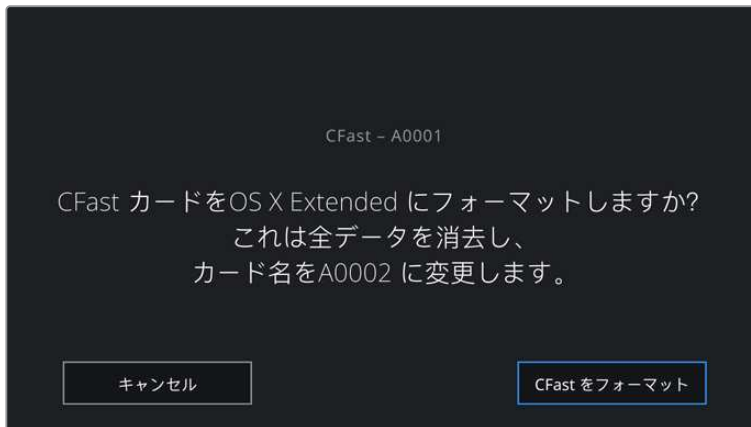 CFast – A0001
CFast カードをOS X Extended にフォーマットしますか?
これは全データを消去し、
カード名をA0002 に変更します。
キャンセル
CFast をフォーマット